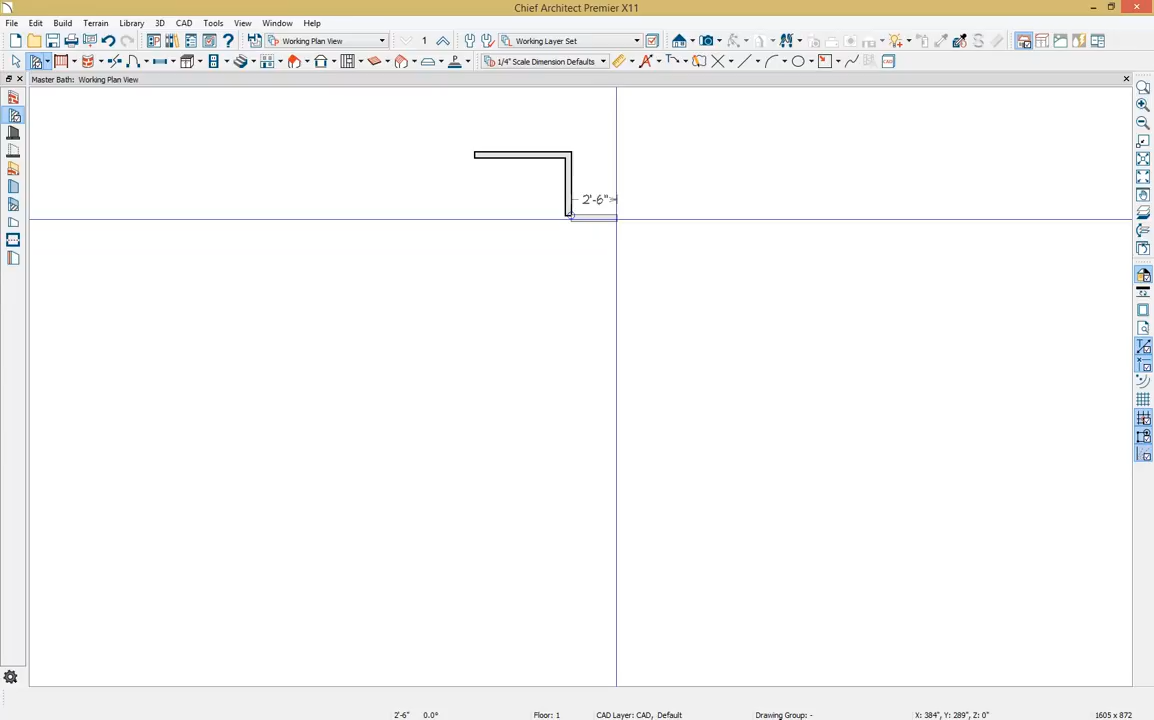 Chief Architect Premier X11
File Edit Build Terrain Library 3D CAD Tools View Window Help
Working Plan View 1 Working Layer Set
1/4" Scale Dimension Defaults CAD
Master Bath: Working Plan View
2'-6"
2'-6" 0.0° Floor: 1 CAD Layer: CAD, Default Drawing Group: - X: 384", Y: 289", Z: 0" 1605 x 872